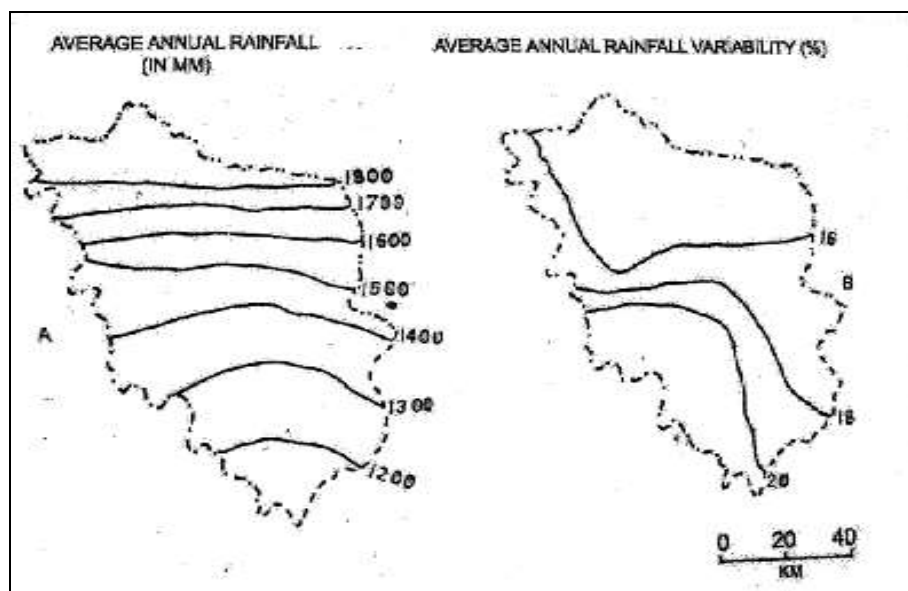 AVERAGE ANNUAL RAINFALL
(IN MM)
1800
1700
1600
1500
1400
1300
1200
A
AVERAGE ANNUAL RAINFALL VARIABILITY (%)
16
B
18
20
0 20 40
KM